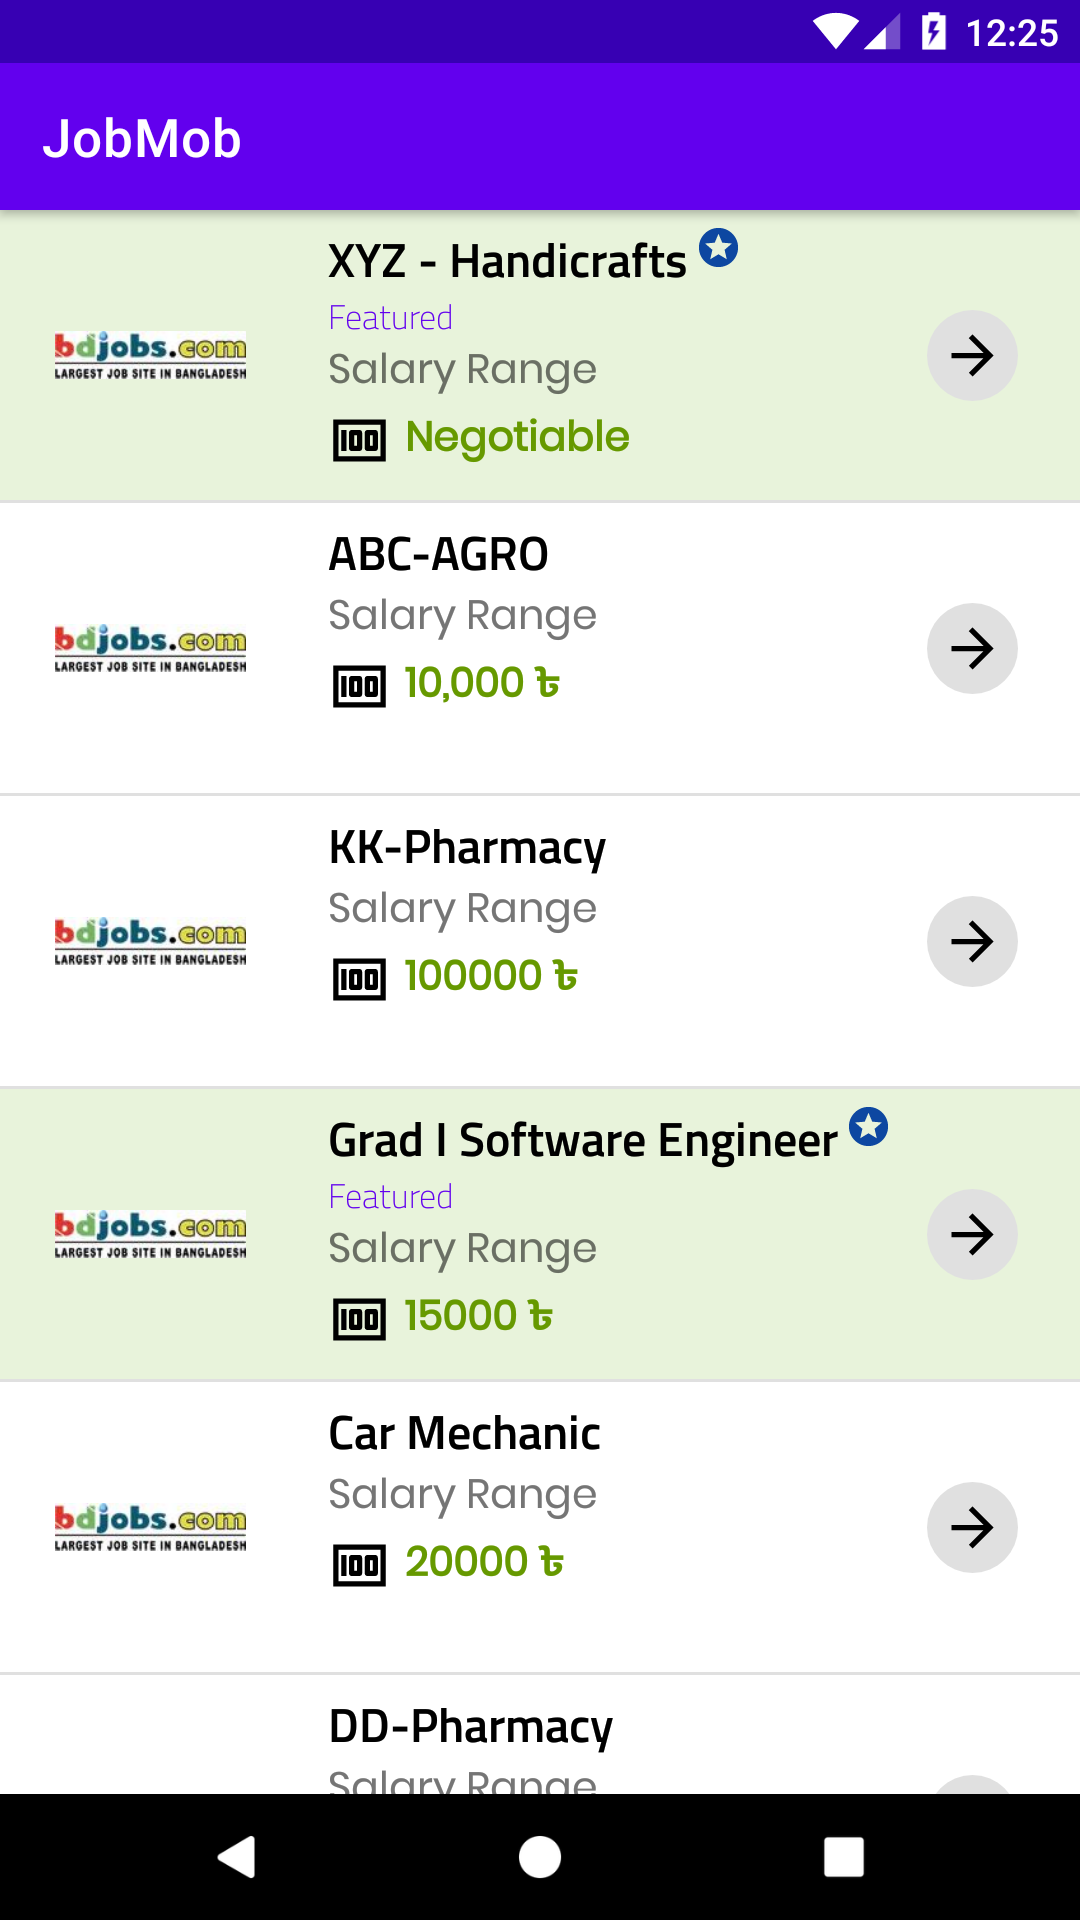 12:25
JobMob
XYZ - Handicrafts
Featured
bdjobs.com
LARGEST JOB SITE IN BANGLADESH
Salary Range
100 Negotiable
ABC-AGRO
Salary Range
bdjobs.com
LARGEST JOB SITE IN BANGLADESH
100 10,000 ৳
KK-Pharmacy
Salary Range
bdjobs.com
LARGEST JOB SITE IN BANGLADESH
100 100000 ৳
Grad I Software Engineer
Featured
bdjobs.com
LARGEST JOB SITE IN BANGLADESH
Salary Range
100 15000 ৳
Car Mechanic
Salary Range
bdjobs.com
LARGEST JOB SITE IN BANGLADESH
100 20000 ৳
DD-Pharmacy
Salary Range